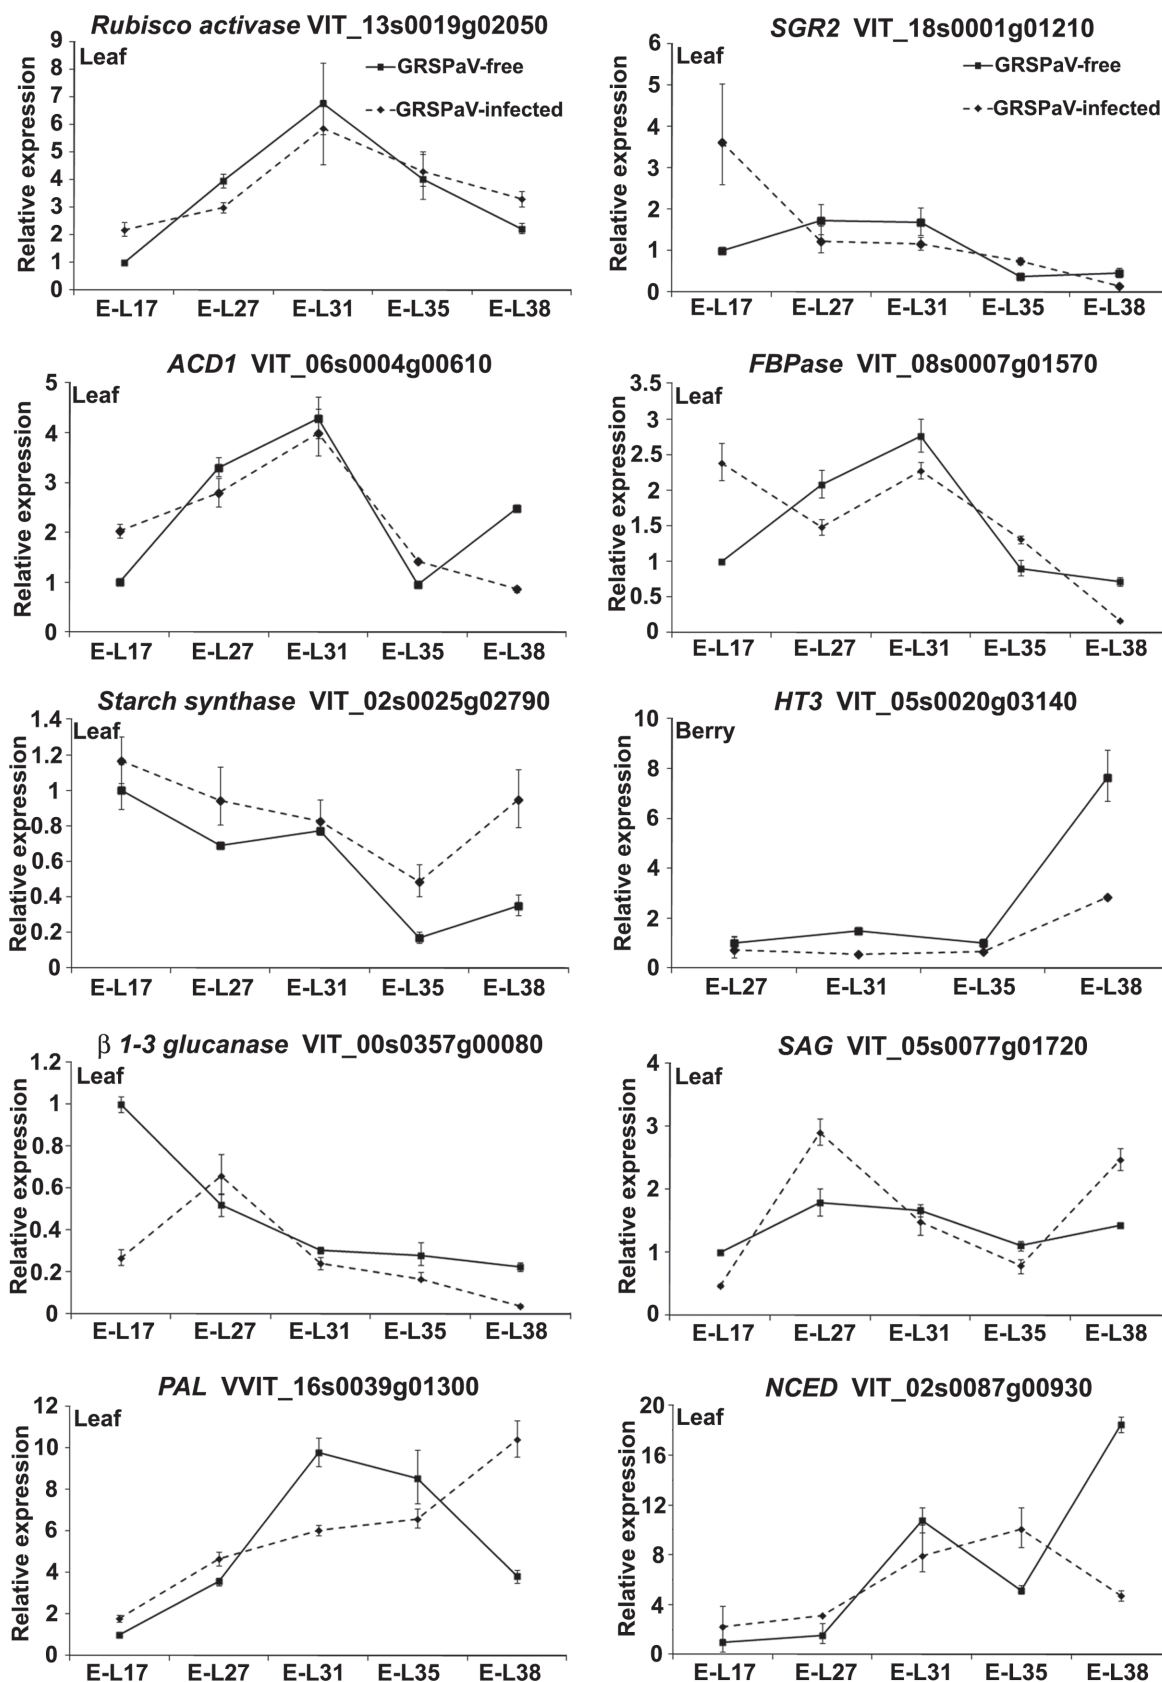 Rubisco activase VIT_13s0019g02050
Leaf
GRSPaV-free
GRSPaV-infected
Relative expression
9
8
7
6
5
4
3
2
1
0
E-L17 E-L27 E-L31 E-L35 E-L38
SGR2 VIT_18s0001g01210
Leaf
GRSPaV-free
GRSPaV-infected
Relative expression
6
5
4
3
2
1
0
E-L17 E-L27 E-L31 E-L35 E-L38
ACD1 VIT_06s0004g00610
Leaf
Relative expression
5
4
3
2
1
0
E-L17 E-L27 E-L31 E-L35 E-L38
FBPase VIT_08s0007g01570
Leaf
Relative expression
3.5
3
2.5
2
1.5
1
0.5
0
E-L17 E-L27 E-L31 E-L35 E-L38
Starch synthase VIT_02s0025g02790
Leaf
Relative expression
1.4
1.2
1
0.8
0.6
0.4
0.2
0
E-L17 E-L27 E-L31 E-L35 E-L38
HT3 VIT_05s0020g03140
Berry
Relative expression
10
8
6
4
2
0
E-L27 E-L31 E-L35 E-L38
β 1-3 glucanase VIT_00s0357g00080
Leaf
Relative expression
1.2
1
0.8
0.6
0.4
0.2
0
E-L17 E-L27 E-L31 E-L35 E-L38
SAG VIT_05s0077g01720
Leaf
Relative expression
4
3
2
1
0
E-L17 E-L27 E-L31 E-L35 E-L38
PAL VVIT_16s0039g01300
Leaf
Relative expression
12
10
8
6
4
2
0
E-L17 E-L27 E-L31 E-L35 E-L38
NCED VIT_02s0087g00930
Leaf
Relative expression
20
16
12
8
4
0
E-L17 E-L27 E-L31 E-L35 E-L38